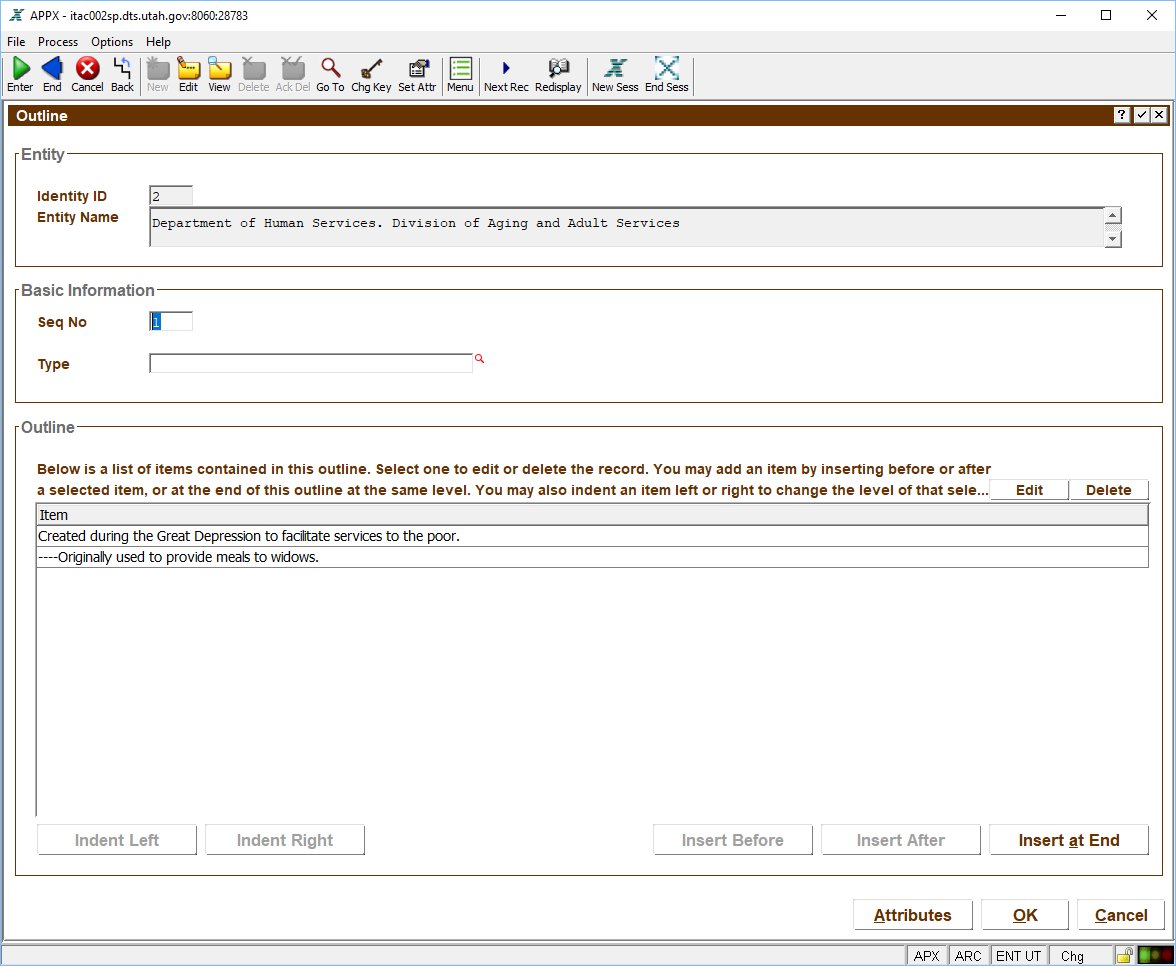 APPX - itac002sp.dts.utah.gov:8060:28783
File Process Options Help
Enter End Cancel Back New Edit View Delete Ack Del Go To Chg Key Set Attr Menu Next Rec Redisplay New Sess End Sess
Outline
Entity
Identity ID 2
Entity Name Department of Human Services. Division of Aging and Adult Services
Basic Information
Seq No 1
Type
Outline
Below is a list of items contained in this outline. Select one to edit or delete the record. You may add an item by inserting before or after
a selected item, or at the end of this outline at the same level. You may also indent an item left or right to change the level of that sele... Edit Delete
Item
Created during the Great Depression to facilitate services to the poor.
----Originally used to provide meals to widows.
Indent Left Indent Right Insert Before Insert After Insert at End
Attributes OK Cancel
APX ARC ENT UT Chg